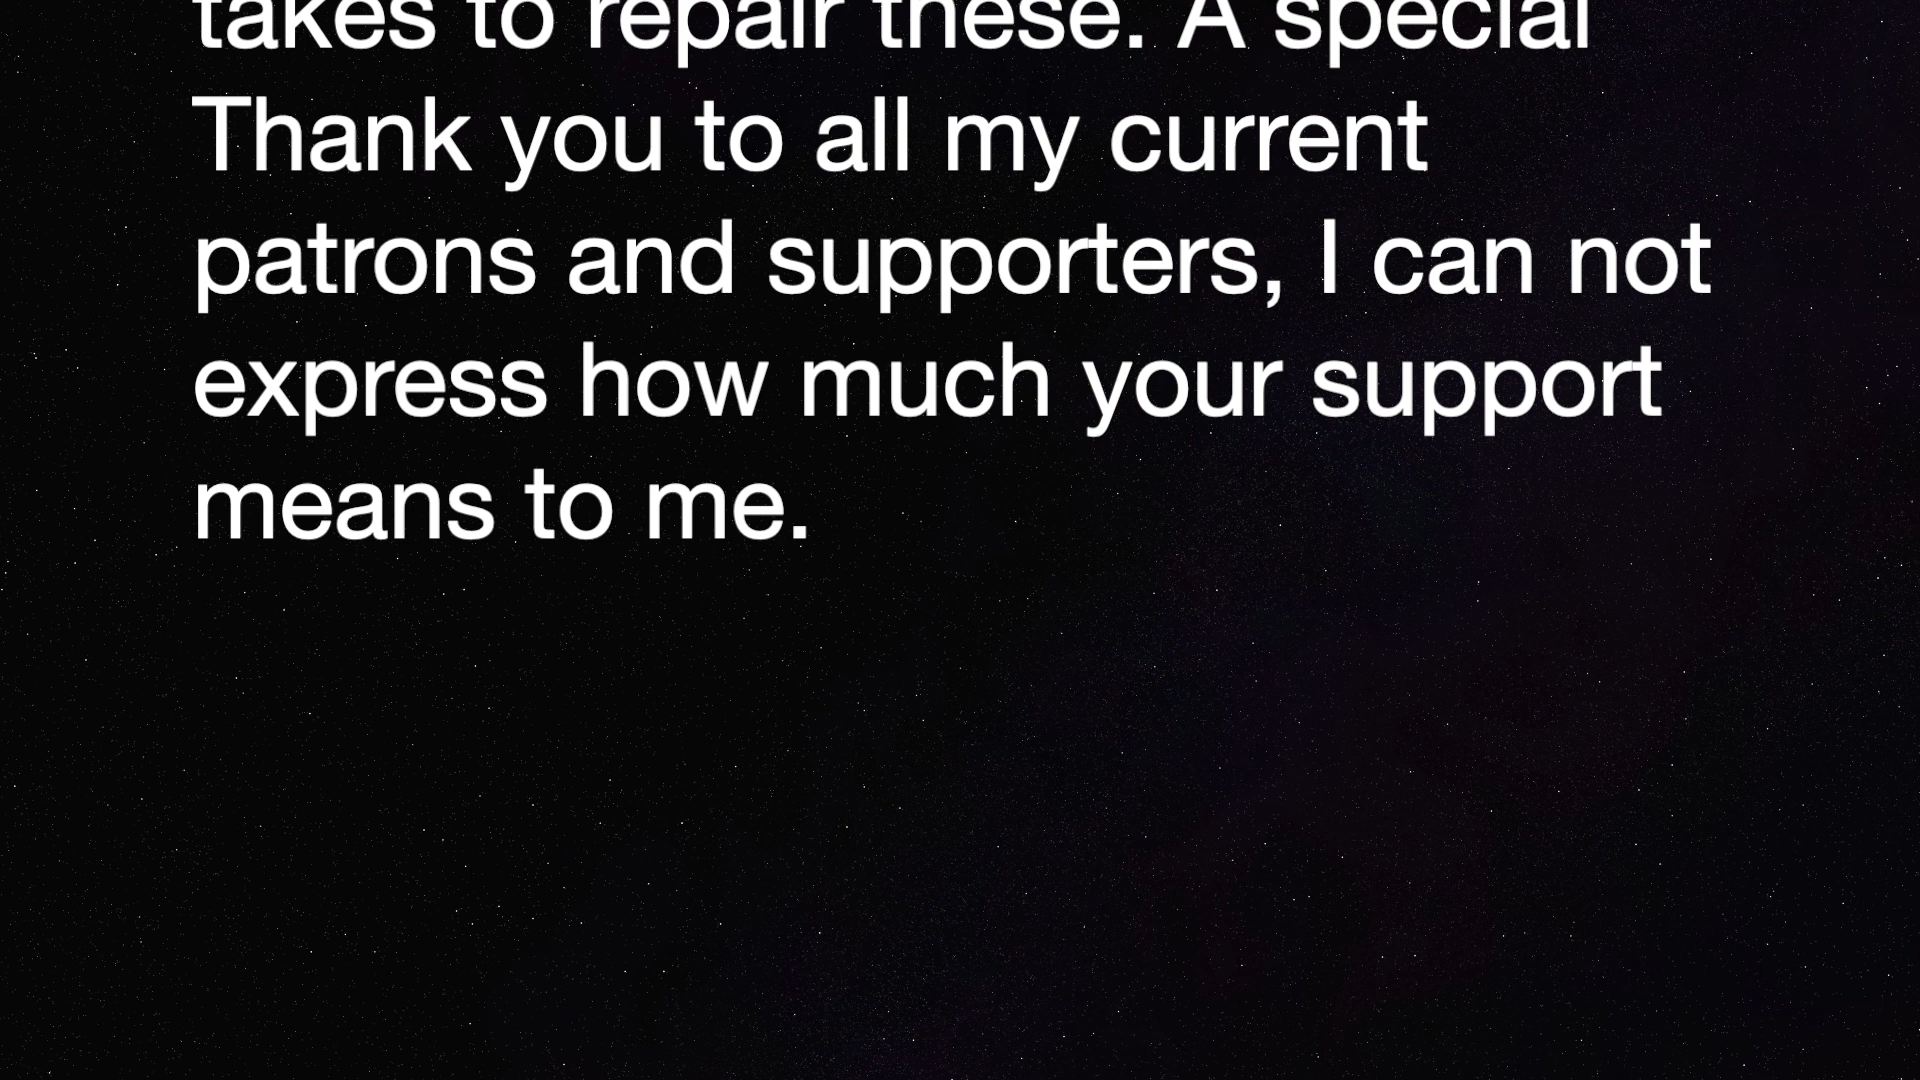 takes to repair these. A special
Thank you to all my current
patrons and supporters, I can not
express how much your support
means to me.